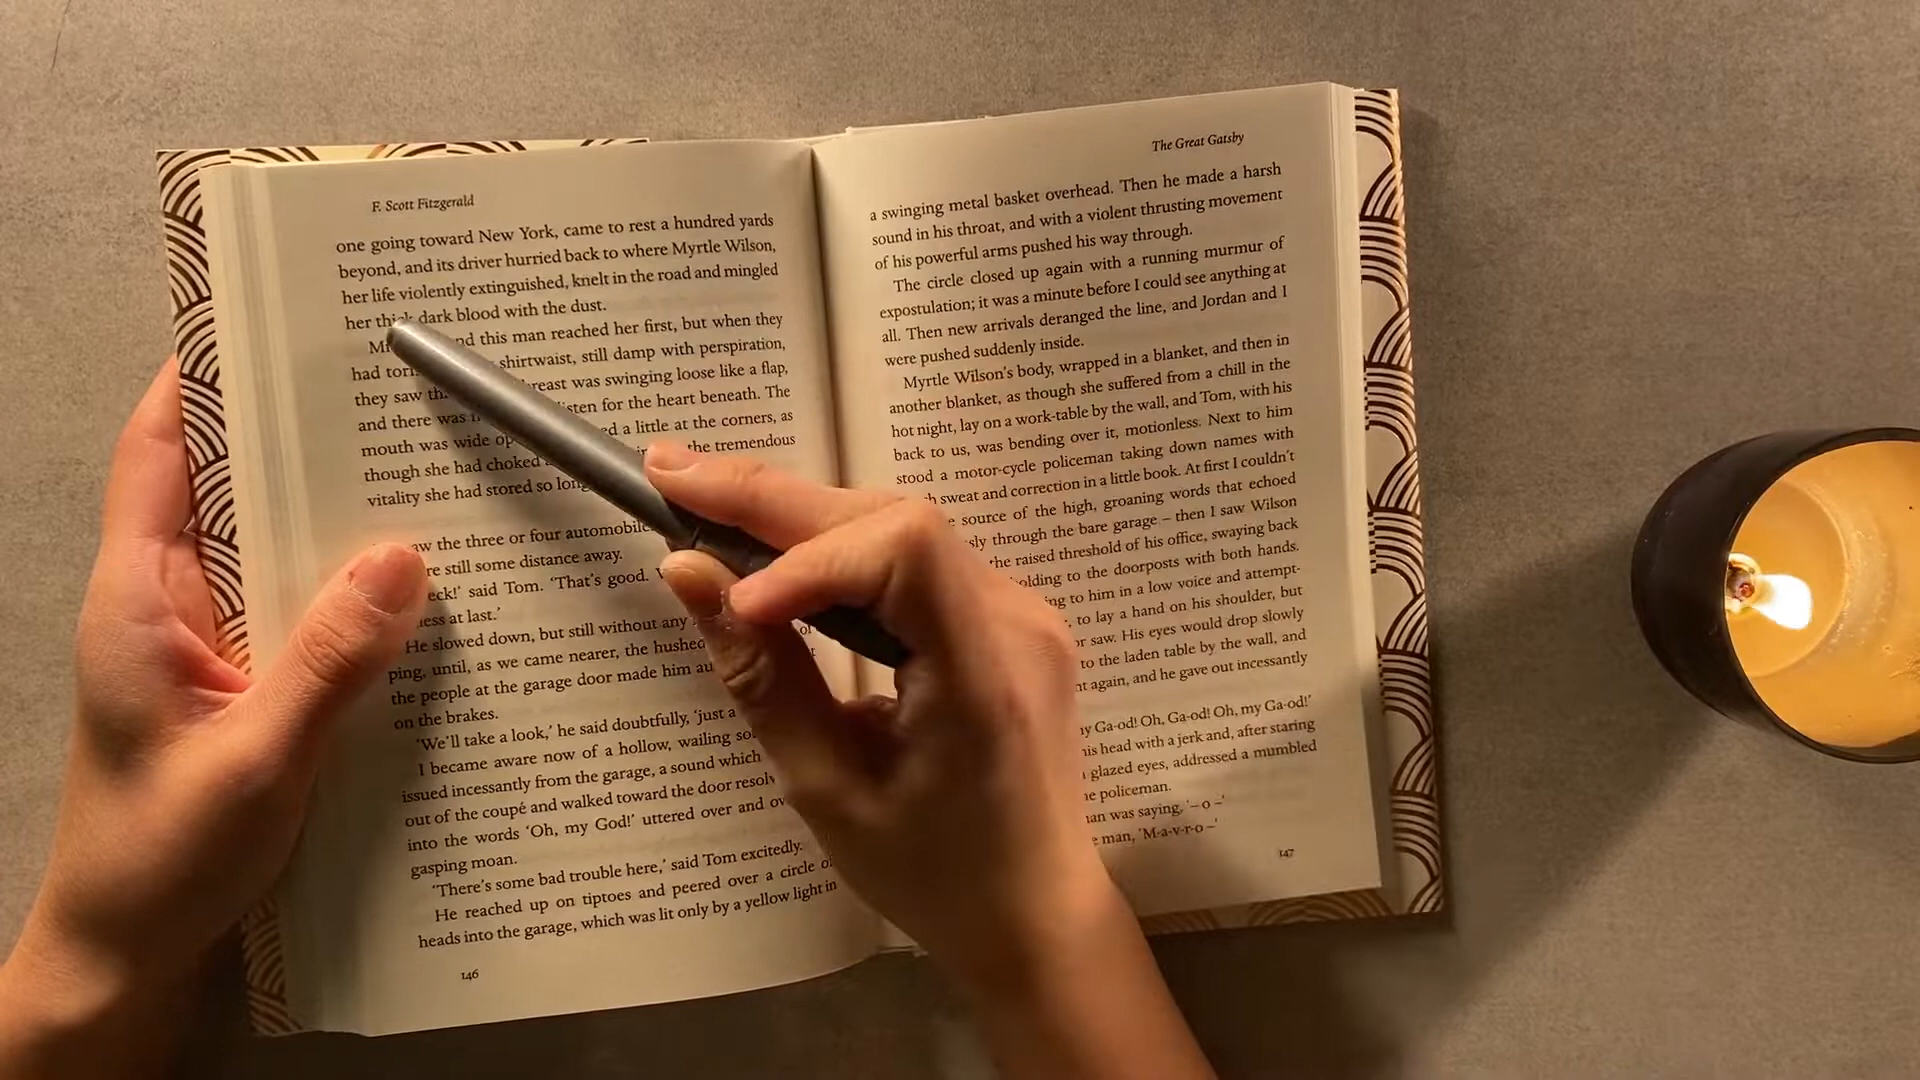 F. Scott Fitzgerald
one going toward New York, came to rest a hundred yards
beyond, and its driver hurried back to where Myrtle Wilson,
her life violently extinguished, knelt in the road and mingled
her thick dark blood with the dust.
this man reached her first, but when they
had shirtwaist, still damp with perspiration,
they saw breast was swinging loose like a flap,
and there was listen for the heart beneath. The
mouth was wide a little at the corners, as
though she had choked the tremendous
vitality she had stored so long
the three or four automobiles
still some distance away.
said Tom. 'That's good.
at last.'
He slowed down, but still without any
ping, until, as we came nearer, the hushed
the people at the garage door made him
on the brakes.
'We'll take a look,' he said doubtfully, 'just a
I became aware now of a hollow, wailing
issued incessantly from the garage, a sound which
out of the coupé and walked toward the door
into the words 'Oh, my God!' uttered over and
gasping moan.
'There's some bad trouble here,' said Tom excitedly.
He reached up on tiptoes and peered over a circle of
heads into the garage, which was lit only by a yellow light in
146
The Great Gatsby
a swinging metal basket overhead. Then he made a harsh
sound in his throat, and with a violent thrusting movement
of his powerful arms pushed his way through.
The circle closed up again with a running murmur of
expostulation; it was a minute before I could see anything at
all. Then new arrivals deranged the line, and Jordan and I
were pushed suddenly inside.
Myrtle Wilson's body, wrapped in a blanket, and then in
another blanket, as though she suffered from a chill in the
hot night, lay on a work-table by the wall, and Tom, with his
back to us, was bending over it, motionless. Next to him
stood a motor-cycle policeman taking down names with
sweat and correction in a little book. At first I couldn't
source of the high, groaning words that echoed
through the bare garage – then I saw Wilson
the raised threshold of his office, swaying back
holding to the doorposts with both hands.
to him in a low voice and attempt-
to lay a hand on his shoulder, but
or saw. His eyes would drop slowly
to the laden table by the wall, and
again, and he gave out incessantly
my Ga-od! Oh, Ga-od! Oh, my Ga-od!'
his head with a jerk and, after staring
glazed eyes, addressed a mumbled
policeman.
was saying, '– o –'
man, 'M-a-v-r-o –'
147